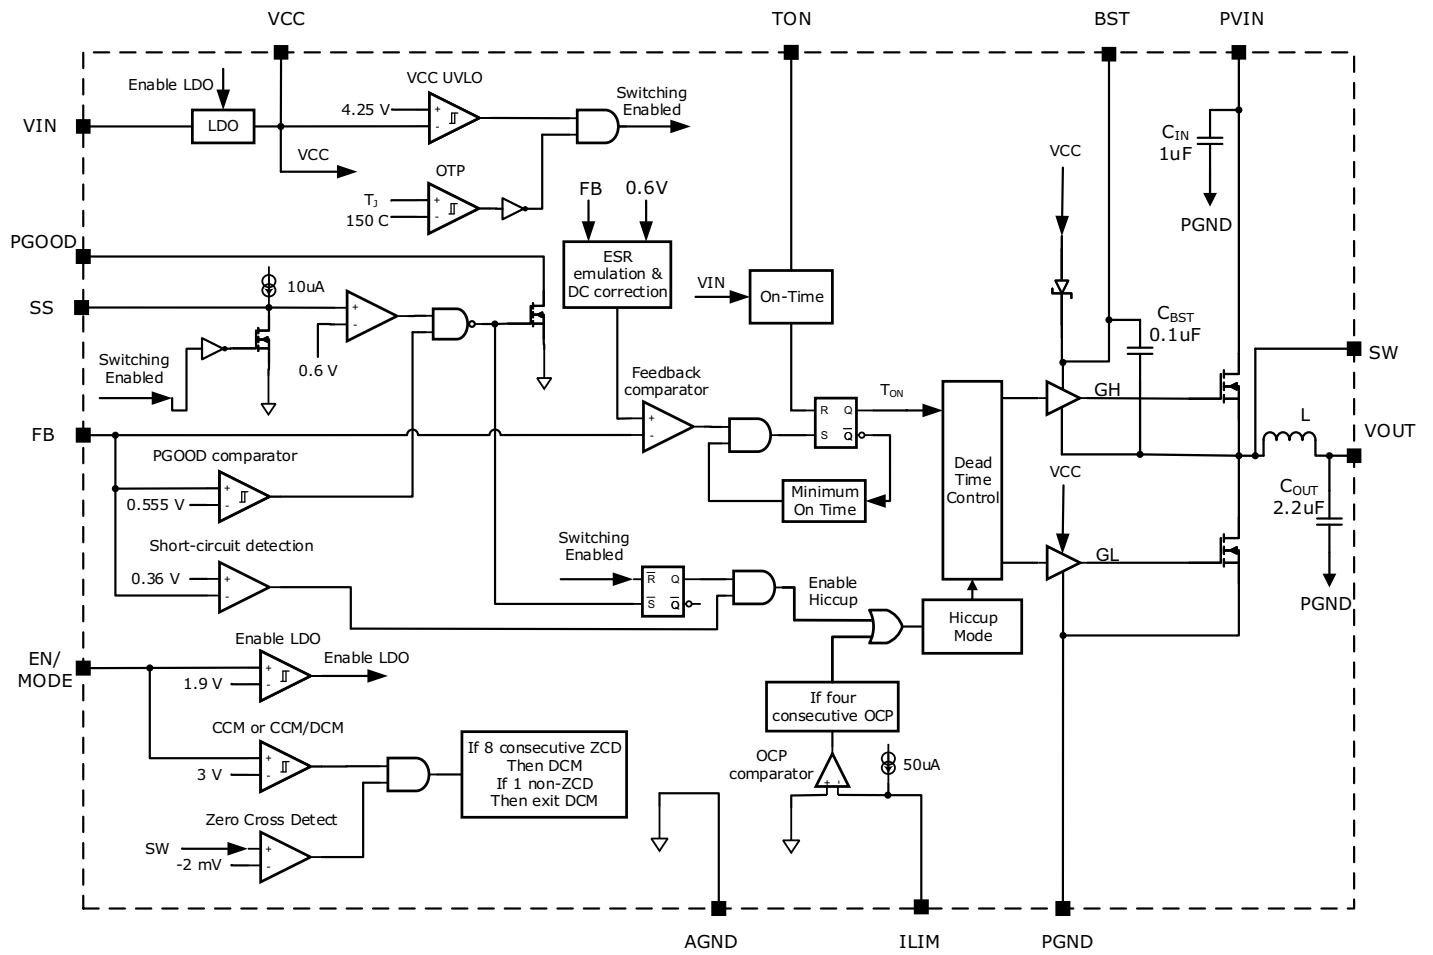 VCC
TON
BST
PVIN
Enable LDO
VCC UVLO
Switching
Enabled
4.25 V
+
-
VIN
LDO
CIN
1uF
VCC
VCC
OTP
TJ
+
150 C
-
FB
0.6V
PGND
PGOOD
ESR
emulation &
DC correction
VIN
On-Time
10uA
SS
+
-
CBST
0.1uF
Switching
Enabled
0.6 V
SW
Feedback
comparator
TON
GH
R
Q
S
Q
+
-
L
FB
VOUT
PGOOD comparator
Dead
Time
Control
VCC
+
0.555 V
-
Minimum
On Time
COUT
2.2uF
Short-circuit detection
Switching
Enabled
GL
0.36 V
+
-
R
Q
S
Q
Enable
Hiccup
PGND
Hiccup
Mode
Enable LDO
EN/
MODE
+
1.9 V
-
Enable LDO
If four
consecutive OCP
CCM or CCM/DCM
+
3 V
-
If 8 consecutive ZCD
Then DCM
If 1 non-ZCD
Then exit DCM
OCP
comparator
+
-
50uA
Zero Cross Detect
SW
+
-2 mV
-
AGND
ILIM
PGND